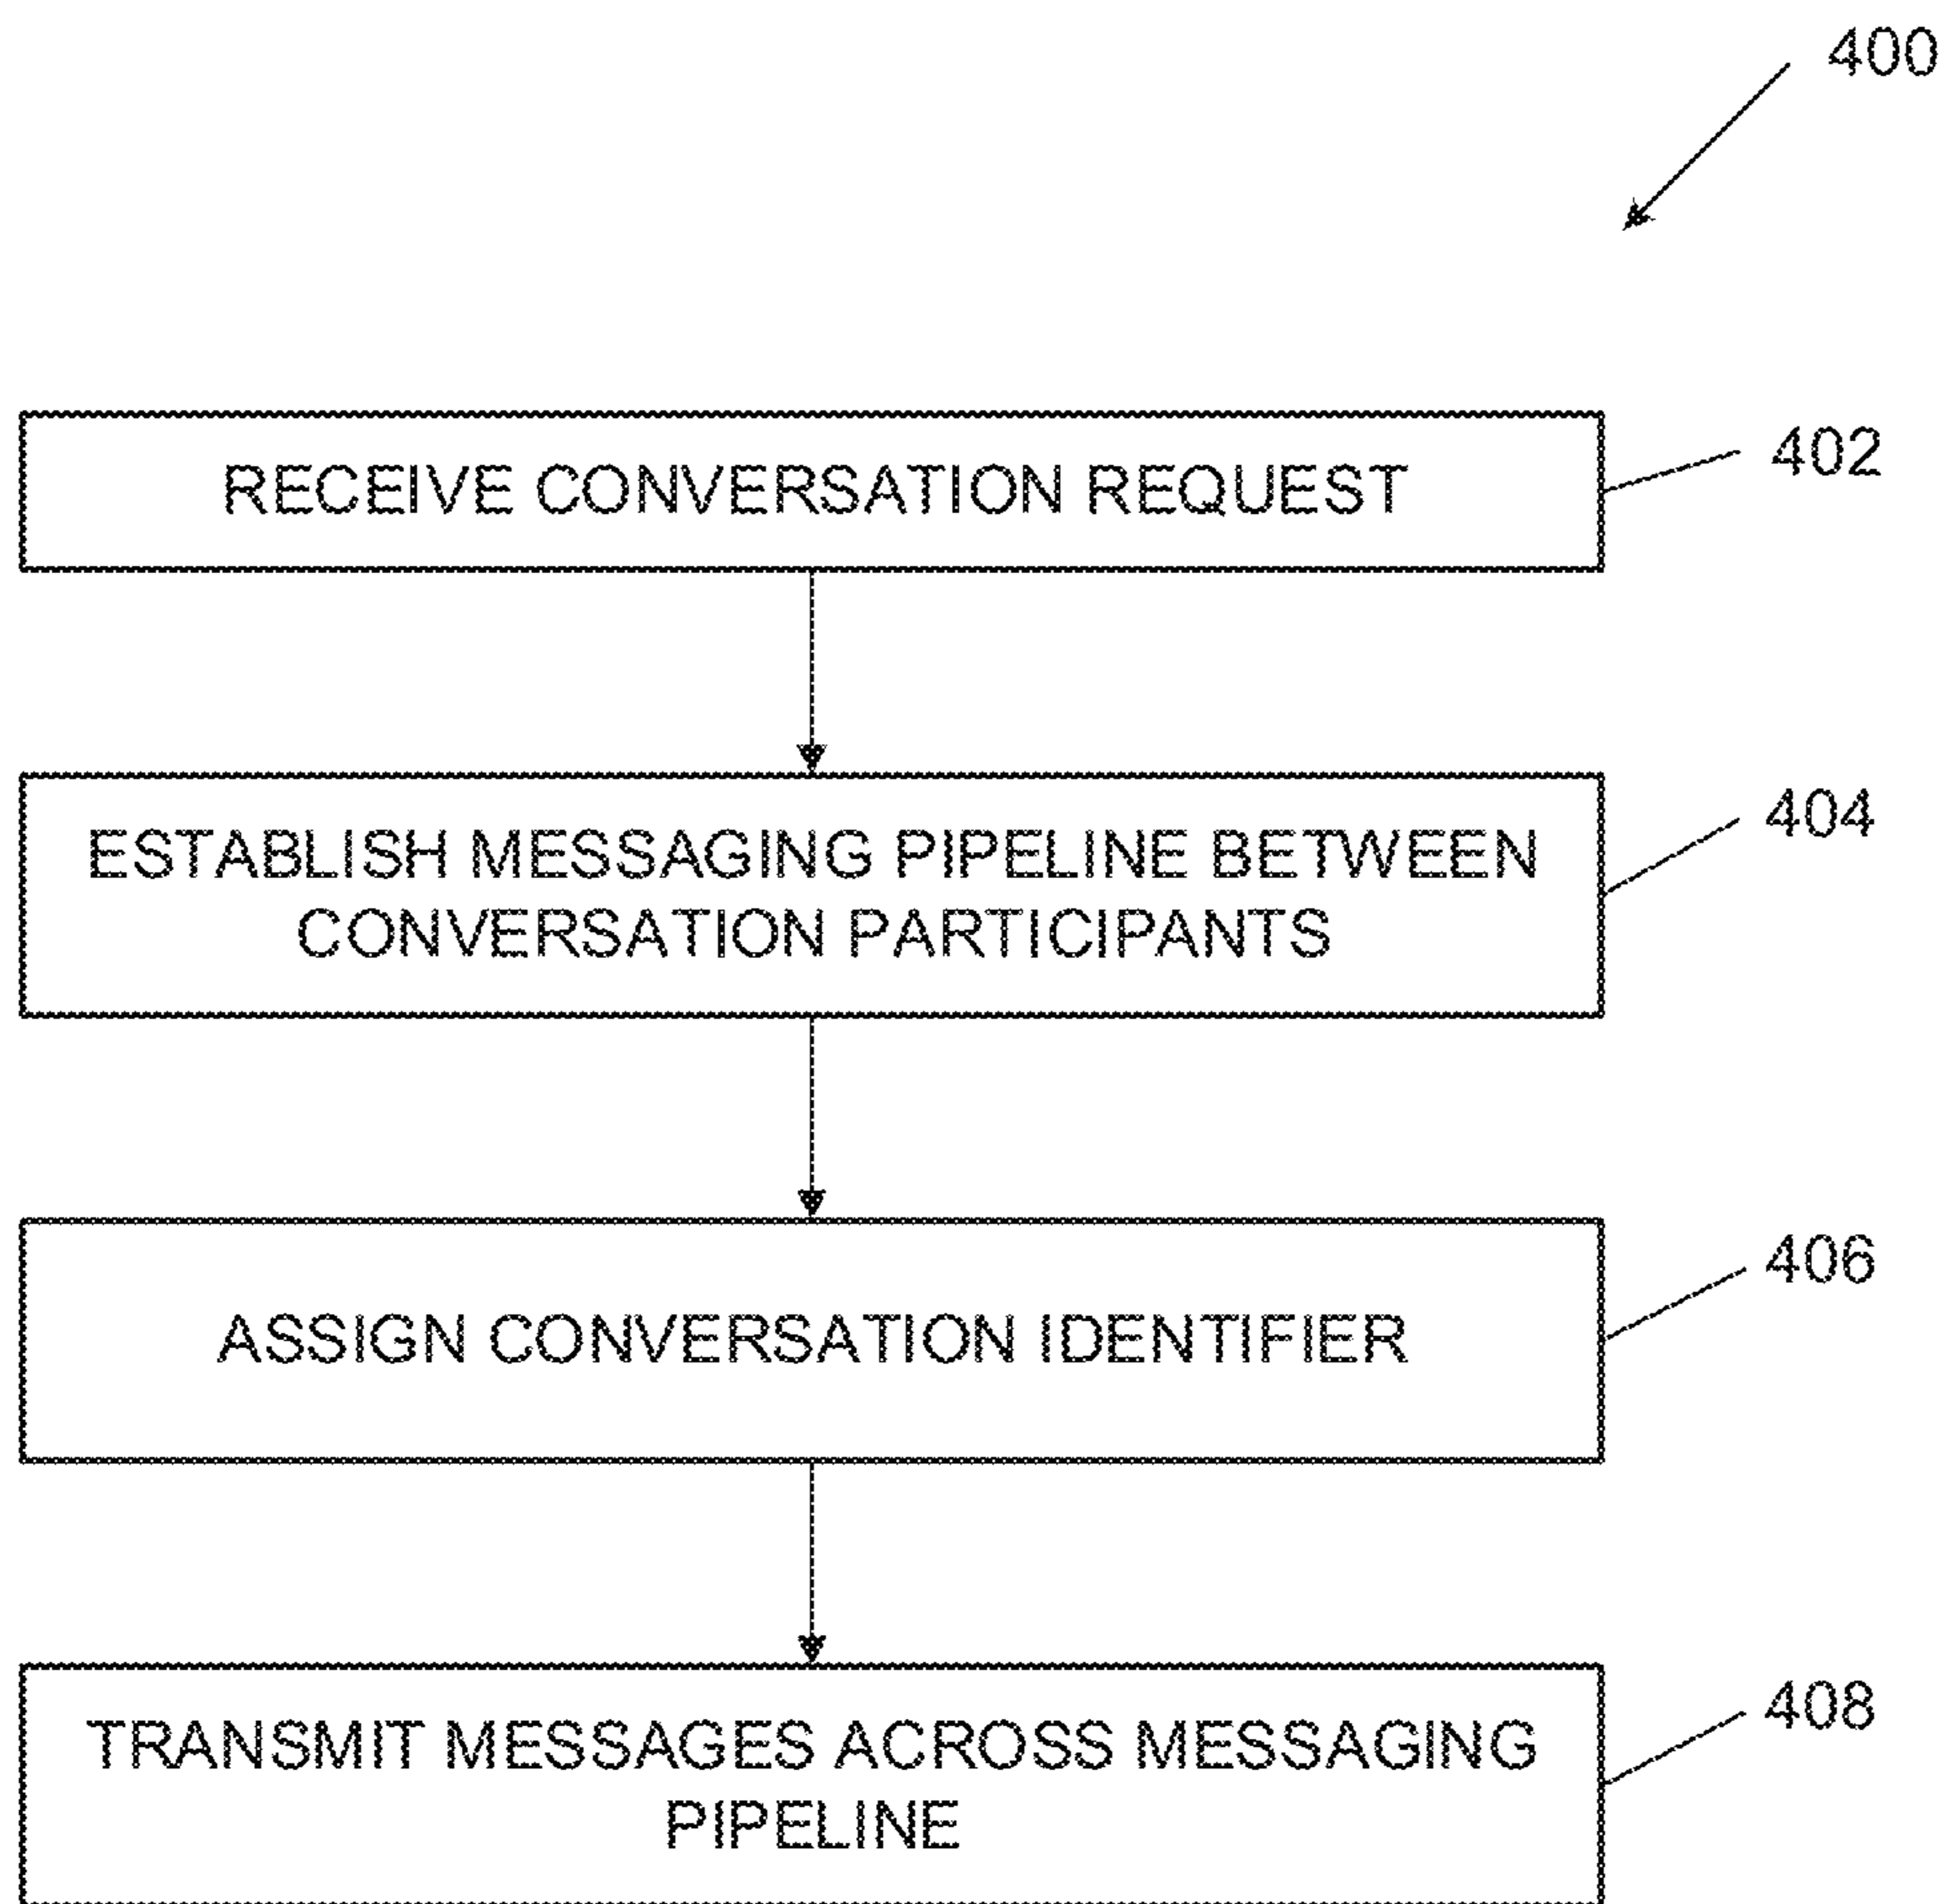 400
RECEIVE CONVERSATION REQUEST
402
ESTABLISH MESSAGING PIPELINE BETWEEN
CONVERSATION PARTICIPANTS
404
ASSIGN CONVERSATION IDENTIFIER
406
TRANSMIT MESSAGES ACROSS MESSAGING
PIPELINE
408